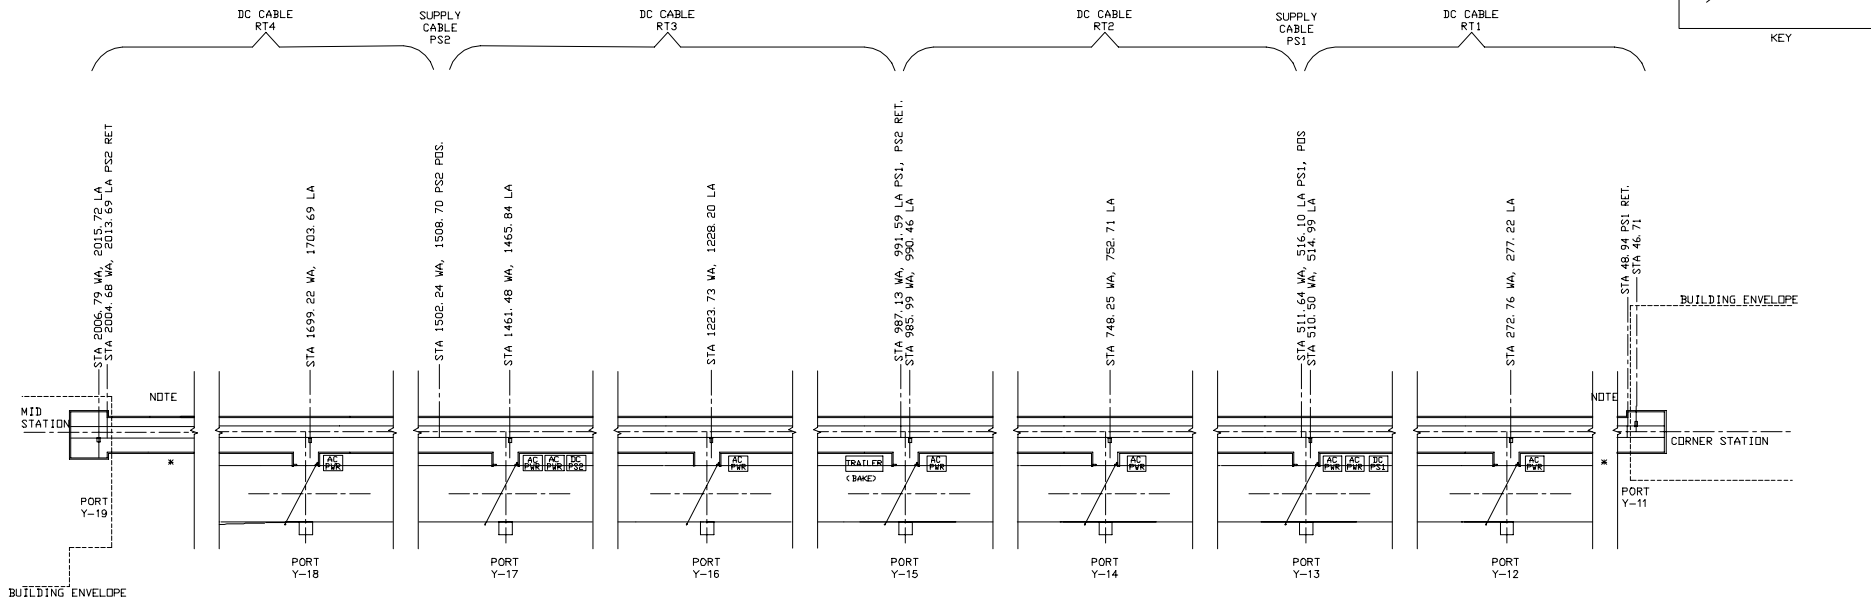 DC CABLE
RT4
SUPPLY
CABLE
PS2
DC CABLE
RT3
DC CABLE
RT2
SUPPLY
CABLE
PS1
DC CABLE
RT1
KEY
STA 2006.79 WA, 2015.72 LA
STA 2004.68 WA, 2013.69 LA PS2 RET
STA 1699.22 WA, 1703.69 LA
STA 1502.24 WA, 1508.70 PS2 POS.
STA 1461.48 WA, 1465.84 LA
STA 1223.73 WA, 1228.20 LA
STA 987.13 WA, 991.59 LA PS1, PS2 RET.
STA 985.99 WA, 990.46 LA
STA 748.25 WA, 752.71 LA
STA 511.64 WA, 516.10 LA PS1, POS
STA 510.50 WA, 514.99 LA
STA 272.76 WA, 277.22 LA
STA 48.94 PS1 RET.
STA 46.71
BUILDING ENVELOPE
MID
STATION
NOTE
*
NOTE
*
CORNER STATION
AC
PWR
AC
PWR
AC
PWR
DC
PS2
AC
PWR
TRAILER
(BAKE)
AC
PWR
AC
PWR
AC
PWR
AC
PWR
DC
PS1
AC
PWR
PORT
Y-19
PORT
Y-18
PORT
Y-17
PORT
Y-16
PORT
Y-15
PORT
Y-14
PORT
Y-13
PORT
Y-12
PORT
Y-11
BUILDING ENVELOPE